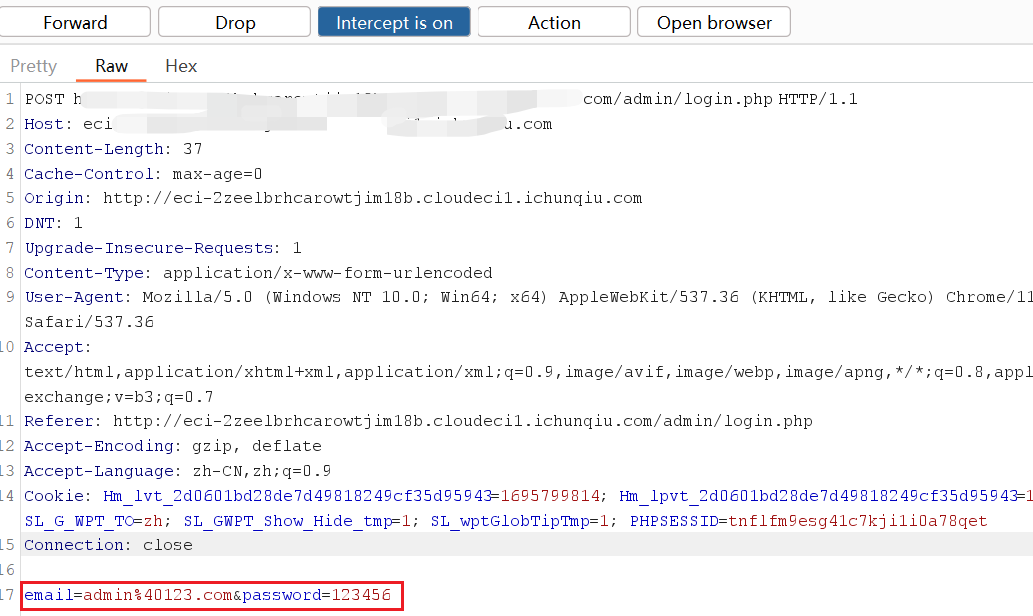 Forward Drop Intercept is on Action Open browser
Pretty Raw Hex
1 POST h com/admin/login.php HTTP/1.1
2 Host: eci u.com
3 Content-Length: 37
4 Cache-Control: max-age=0
5 Origin: http://eci-2zeelbrhcarowtjim18b.cloudeci1.ichunqiu.com
6 DNT: 1
7 Upgrade-Insecure-Requests: 1
8 Content-Type: application/x-www-form-urlencoded
9 User-Agent: Mozilla/5.0 (Windows NT 10.0; Win64; x64) AppleWebKit/537.36 (KHTML, like Gecko) Chrome/11
Safari/537.36
10 Accept:
text/html,application/xhtml+xml,application/xml;q=0.9,image/avif,image/webp,image/apng,*/*;q=0.8,appl
exchange;v=b3;q=0.7
11 Referer: http://eci-2zeelbrhcarowtjim18b.cloudeci1.ichunqiu.com/admin/login.php
12 Accept-Encoding: gzip, deflate
13 Accept-Language: zh-CN,zh;q=0.9
14 Cookie: Hm_lvt_2d0601bd28de7d49818249cf35d95943=1695799814; Hm_lpvt_2d0601bd28de7d49818249cf35d95943=1
SL_G_WPT_TO=zh; SL_GWPT_Show_Hide_tmp=1; SL_wptGlobTipTmp=1; PHPSESSID=tnflfm9esg41c7kji1i0a78qet
15 Connection: close
16
17 email=admin%40123.com&password=123456